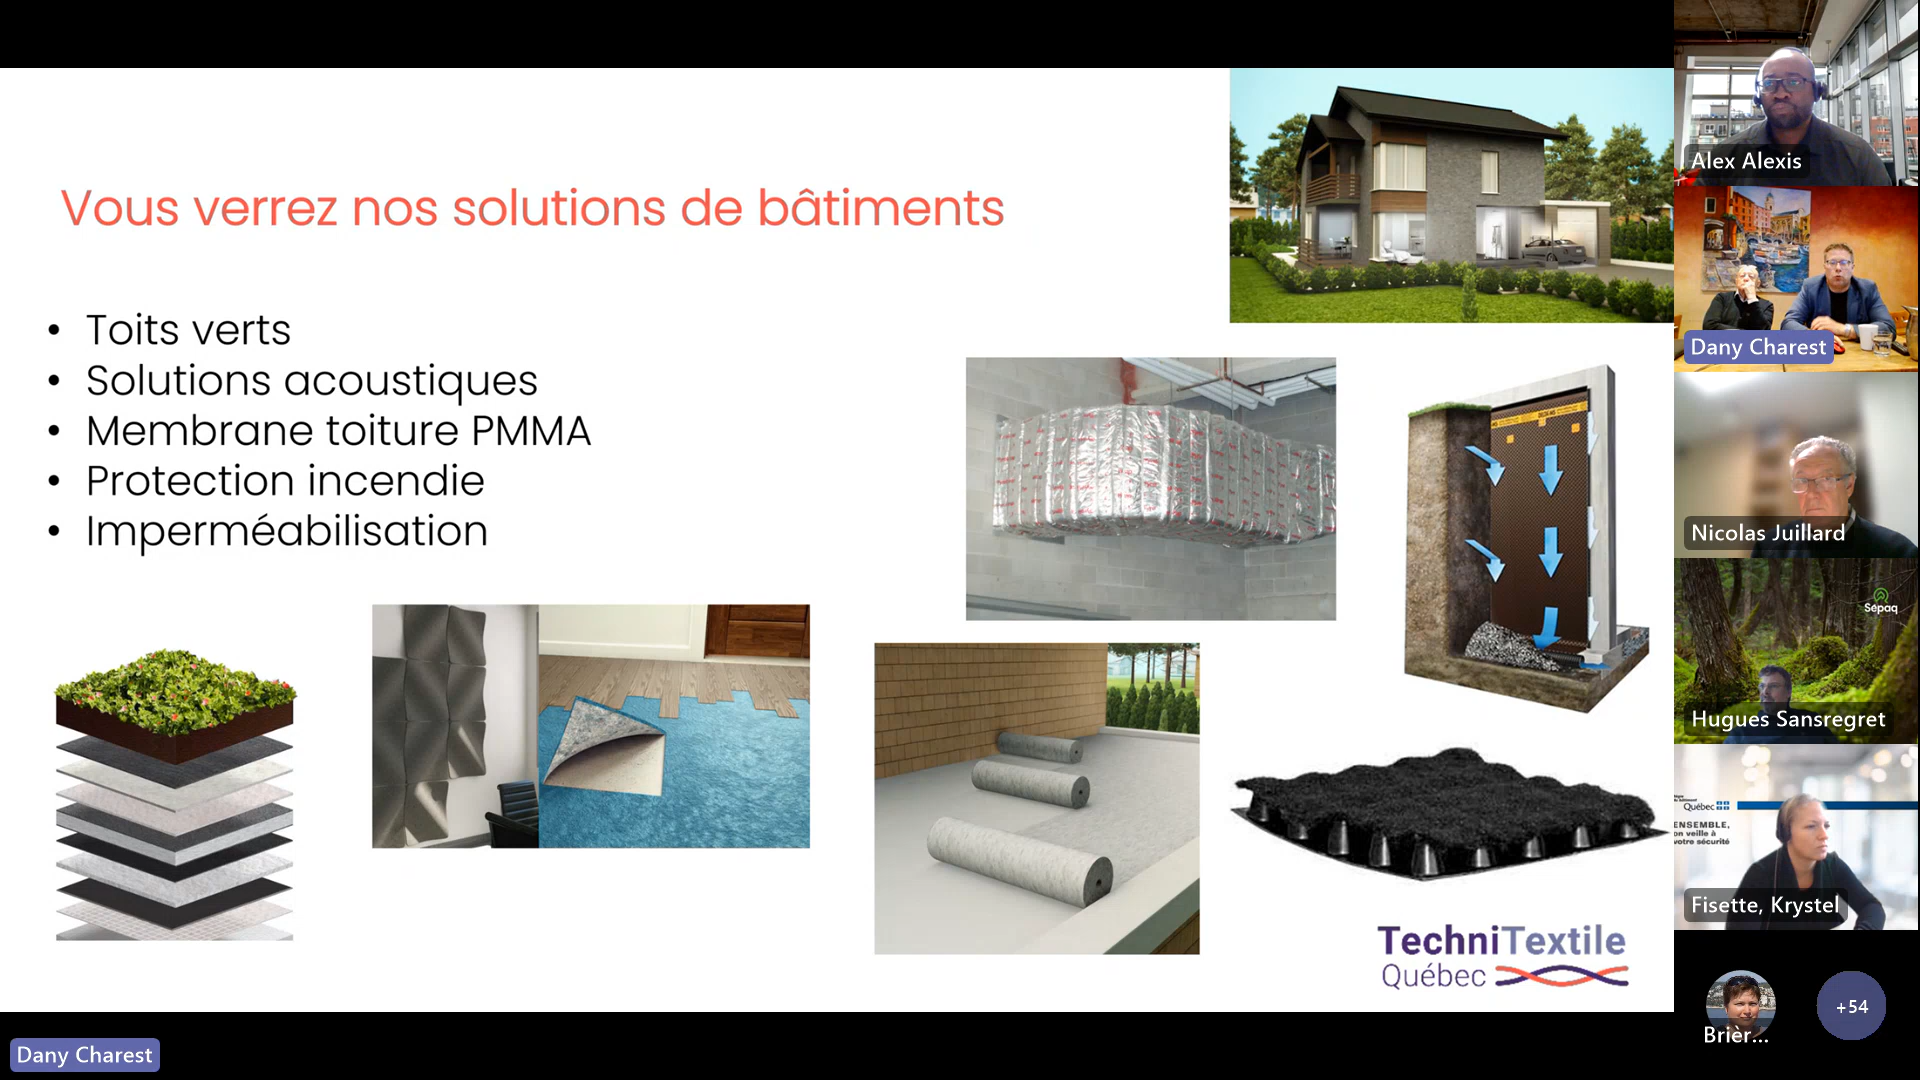 Vous verrez nos solutions de bâtiments
• Toits verts
• Solutions acoustiques
• Membrane toiture PMMA
• Protection incendie
• Imperméabilisation
TechniTextile
Québec
Alex Alexis
Dany Charest
Nicolas Juillard
Sépaq
Hugues Sansregret
Québec
ENSEMBLE,
on veille à
votre sécurité
Fisette, Krystel
Brièr...
+54
Dany Charest